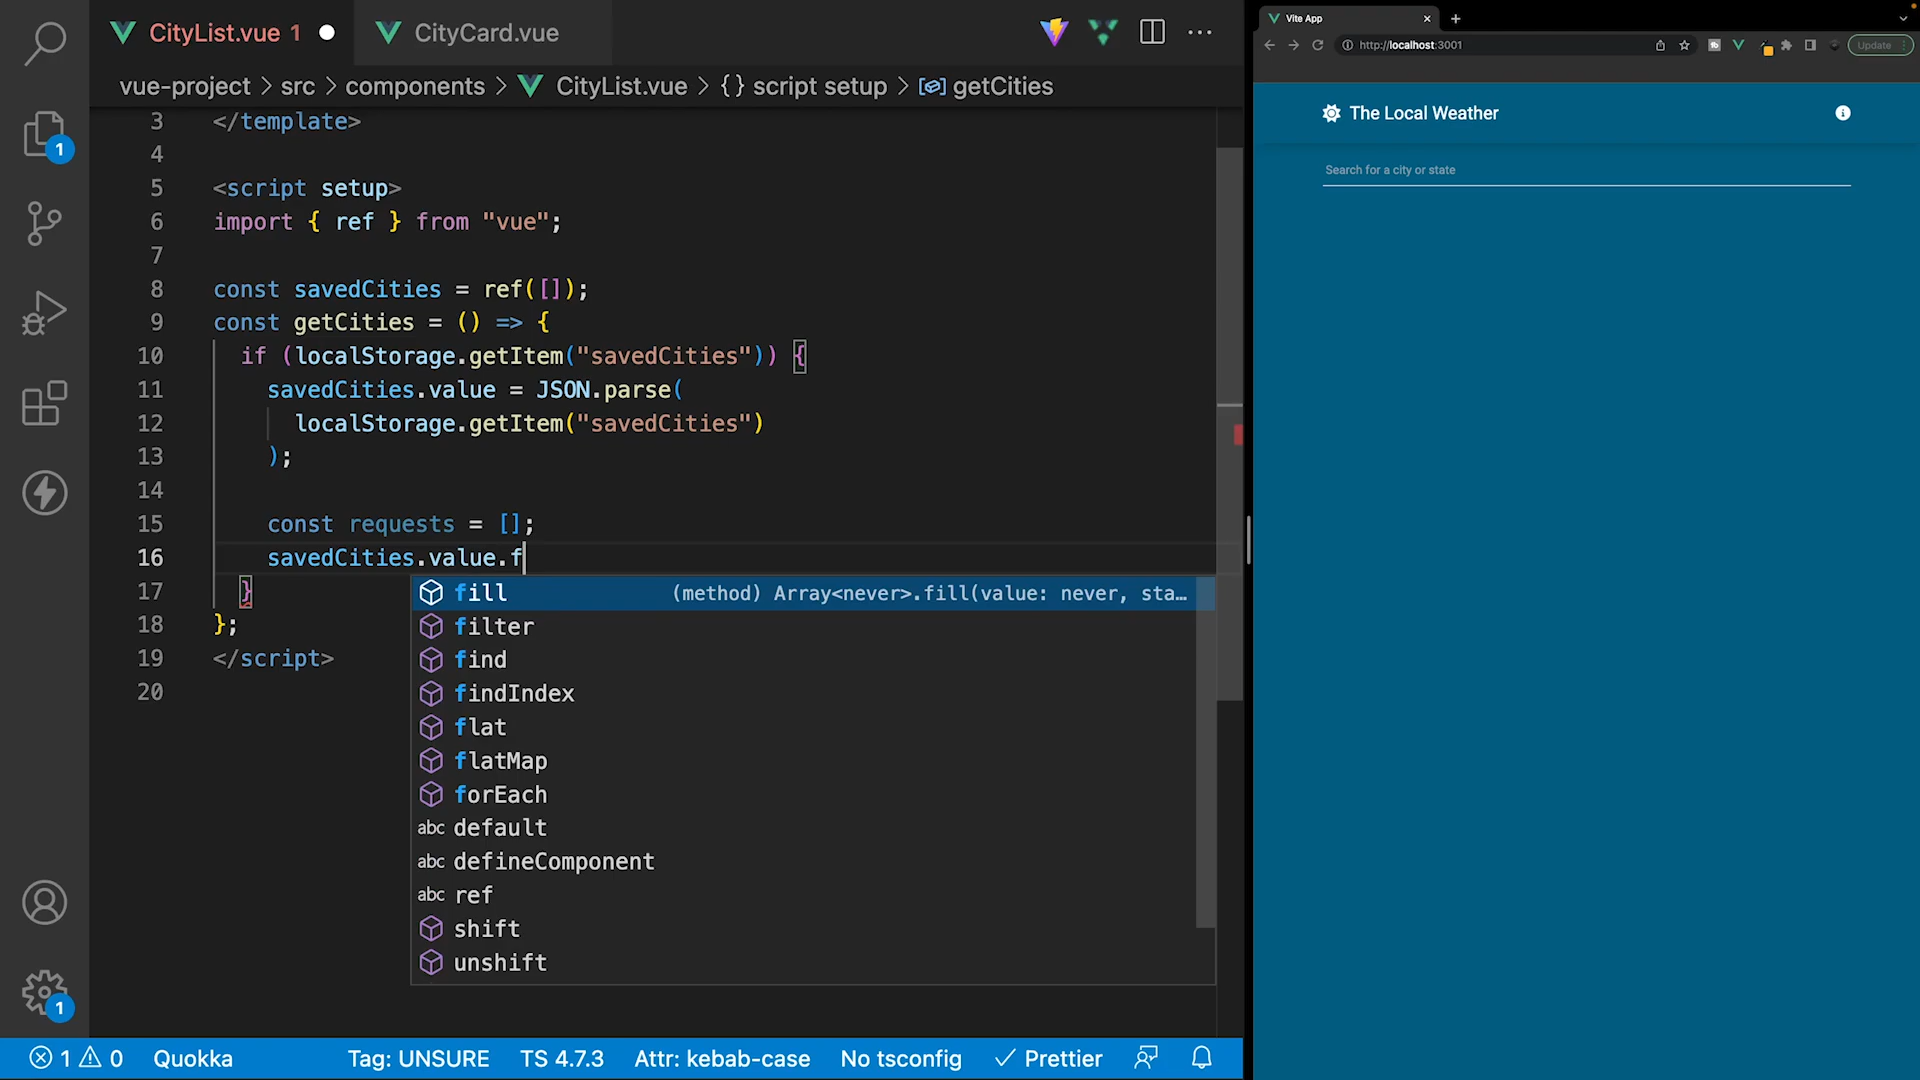 CityList.vue 1
CityCard.vue
vue-project > src > components > CityList.vue > {} script setup > getCities
3 </template>
4
5 <script setup>
6 import { ref } from "vue";
7
8 const savedCities = ref([]);
9 const getCities = () => {
10 if (localStorage.getItem("savedCities")) {
11 savedCities.value = JSON.parse(
12 localStorage.getItem("savedCities")
13 );
14
15 const requests = [];
16 savedCities.value.f
17 }
18 };
19 </script>
20
fill (method) Array<never>.fill(value: never, sta…
filter
find
findIndex
flat
flatMap
forEach
abc default
abc defineComponent
abc ref
shift
unshift
1
1
1 0 Quokka Tag: UNSURE TS 4.7.3 Attr: kebab-case No tsconfig Prettier
Vite App
http://localhost:3001
Update
The Local Weather
Search for a city or state